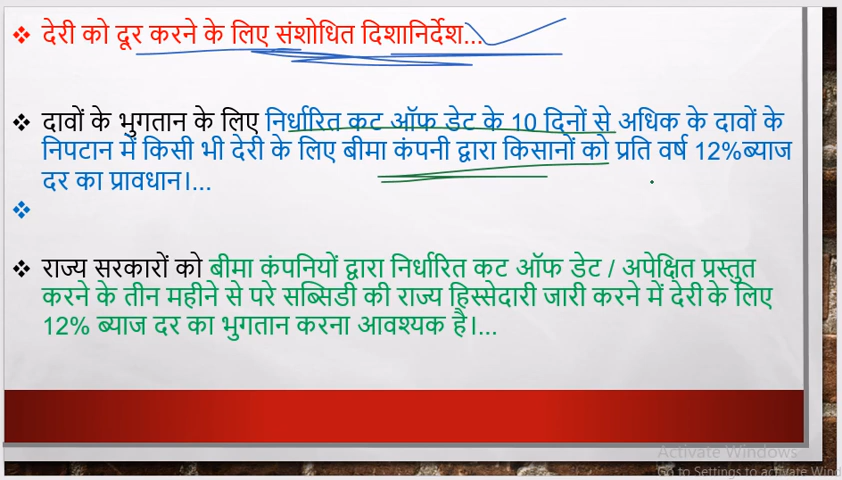 देरी को दूर करने के लिए संशोधित दिशानिर्देश...
दावों के भुगतान के लिए निर्धारित कट ऑफ डेट के 10 दिनों से अधिक के दावों के
निपटान में किसी भी देरी के लिए बीमा कंपनी द्वारा किसानों को प्रति वर्ष 12%ब्याज
दर का प्रावधान।...
राज्य सरकारों को बीमा कंपनियों द्वारा निर्धारित कट ऑफ डेट / अपेक्षित प्रस्तुत
करने के तीन महीने से परे सब्सिडी की राज्य हिस्सेदारी जारी करने में देरी के लिए
12% ब्याज दर का भुगतान करना आवश्यक है।...
Activate Windows
Go to Settings to activate Wind